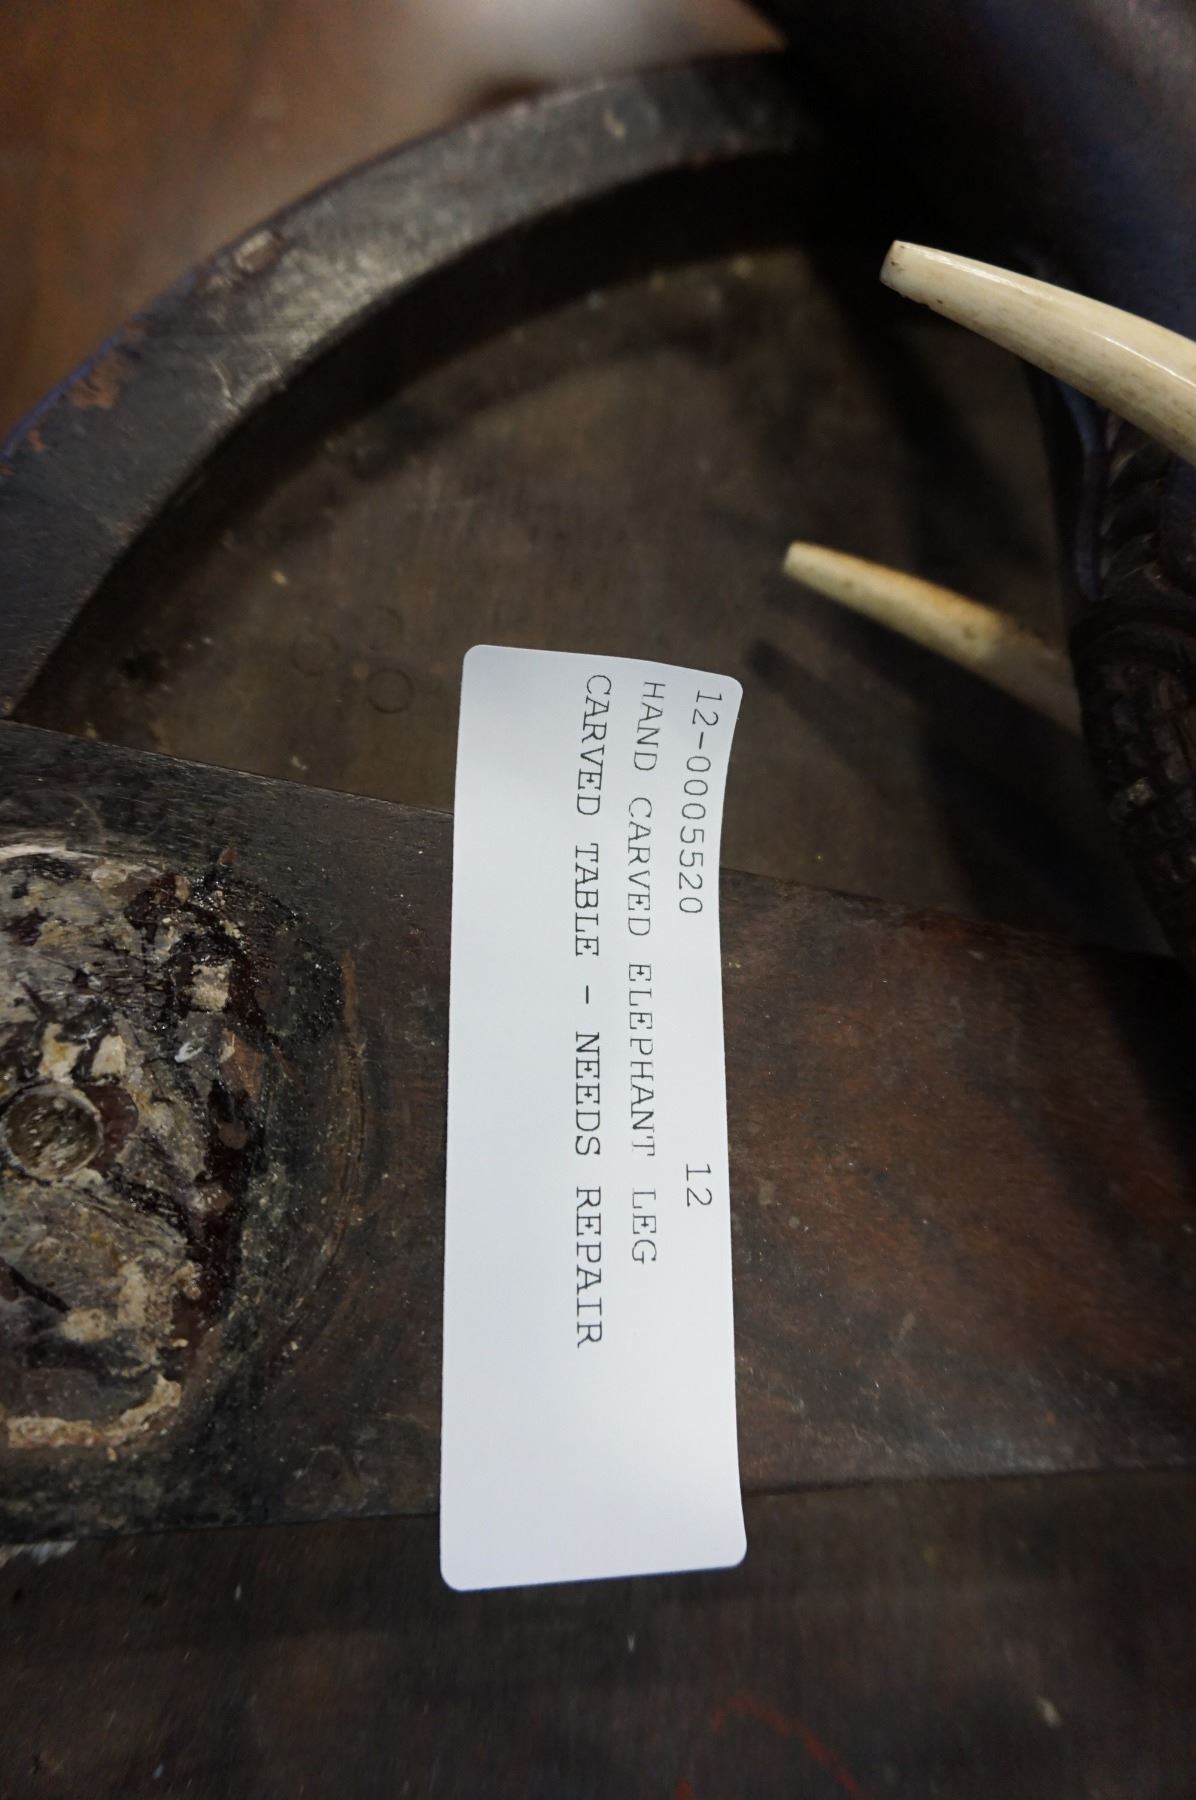 12-0005520 12
HAND CARVED ELEPHANT LEG
CARVED TABLE - NEEDS REPAIR